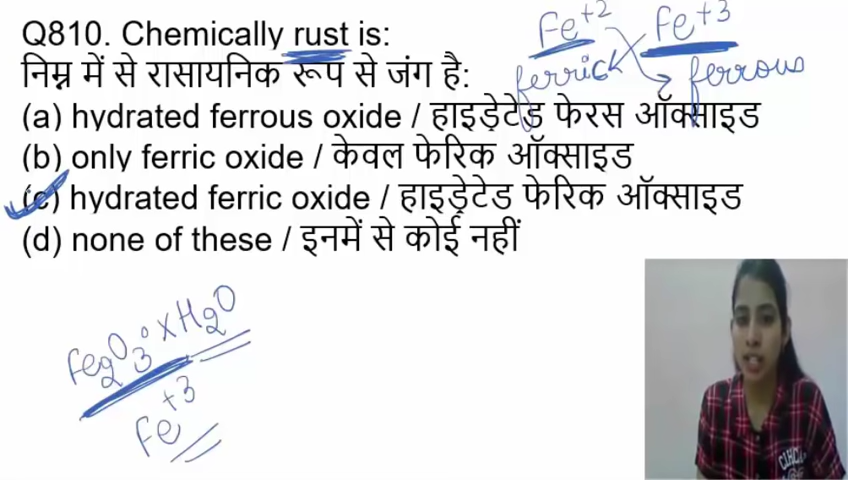 Q810. Chemically rust is:
Fe+2 Fe+3
निम्न में से रासायनिक रूप से जंग है:
ferrick ferrous
(a) hydrated ferrous oxide / हाइड्रेटेड फेरस ऑक्साइड
(b) only ferric oxide / केवल फेरिक ऑक्साइड
(c) hydrated ferric oxide / हाइड्रेटेड फेरिक ऑक्साइड
(d) none of these / इनमें से कोई नहीं
Fe2O3°xH2O
Fe+3